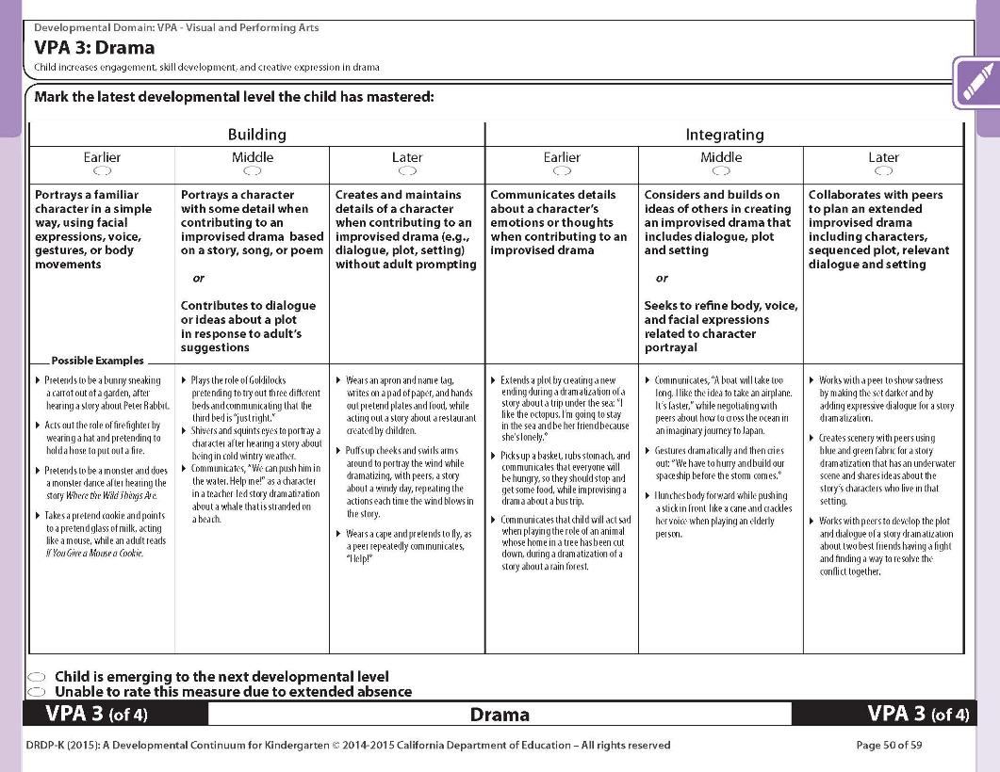 Developmental Domain: VPA - Visual and Performing Arts
VPA 3: Drama
Child increases engagement, skill development, and creative expression in drama
Mark the latest developmental level the child has mastered:
Building
Integrating
Earlier
Middle
Later
Earlier
Middle
Later
Portrays a familiar
character in a simple
way, using facial
expressions, voice,
gestures, or body
movements
Portrays a character
with some detail when
contributing to an
improvised drama based
on a story, song, or poem
or
Contributes to dialogue
or ideas about a plot
in response to adult's
suggestions
Creates and maintains
details of a character
when contributing to an
improvised drama (e.g.,
dialogue, plot, setting)
without adult prompting
Communicates details
about a character's
emotions or thoughts
when contributing to an
improvised drama
Considers and builds on
ideas of others in creating
an improvised drama that
includes dialogue, plot
and setting
or
Seeks to refine body, voice,
and facial expressions
related to character
portrayal
Collaborates with peers
to plan an extended
improvised drama
including characters,
sequenced plot, relevant
dialogue and setting
Possible Examples
Pretends to be a bunny sneaking
a carrot out of a garden, after
hearing a story about Peter Rabbit.
Acts out the role of firefighter by
wearing a hat and pretending to
hold a hose to put out a fire.
Pretends to be a monster and does
a monster dance after hearing the
story Where the Wild Things Are.
Takes a pretend cookie and points
to a pretend glass of milk, acting
like a mouse, while an adult reads
If You Give a Mouse a Cookie.
Plays the role of Goldilocks
pretending to try out three different
beds and communicating that the
third bed is "just right."
Shivers and squints eyes to portray a
character after hearing a story about
being in cold wintry weather.
Communicates, "We can push him in
the water. Help me!" as a character
in a teacher-led story dramatization
about a whale that is stranded on
a beach.
Wears an apron and name tag,
writes on a pad of paper, and hands
out pretend plates and food, while
acting out a story about a restaurant
created by children.
Puffs up cheeks and swirls arms
around to portray the wind while
dramatizing, with peers, a story
about a windy day, repeating the
actions each time the wind blows in
the story.
Wears a cape and pretends to fly, as
a peer repeatedly communicates,
"Help!"
Extends a plot by creating a new
ending during a dramatization of a
story about a trip under the sea: "I
like the octopus. I'm going to stay
in the sea and be her friend because
she's lonely."
Picks up a basket, rubs stomach, and
communicates that everyone will
be hungry, so they should stop and
get some food, while improvising a
drama about a bus trip.
Communicates that child will act sad
when playing the role of an animal
whose home in a tree has been cut
down, during a dramatization of a
story about a rain forest.
Communicates, "A boat will take too
long. I like the idea to take an airplane.
It's faster," while negotiating with
peers about how to cross the ocean in
an imaginary journey to Japan.
Gestures dramatically and then cries
out: "We have to hurry and build our
spaceship before the storm comes."
Hunches body forward while pushing
a stick in front like a cane and crackles
her voice when playing an elderly
person.
Works with a peer to show sadness
by making the set darker and by
adding expressive dialogue for a story
dramatization.
Creates scenery with peers using
blue and green fabric for a story
dramatization that has an underwater
scene and shares ideas about the
story's characters who live in that
setting.
Works with peers to develop the plot
and dialogue of a story dramatization
about two best friends having a fight
and finding a way to resolve the
conflict together.
Child is emerging to the next developmental level
Unable to rate this measure due to extended absence
VPA 3 (of 4)
Drama
VPA 3 (of 4)
DRDP-K (2015): A Developmental Continuum for Kindergarten © 2014-2015 California Department of Education – All rights reserved
Page 50 of 59